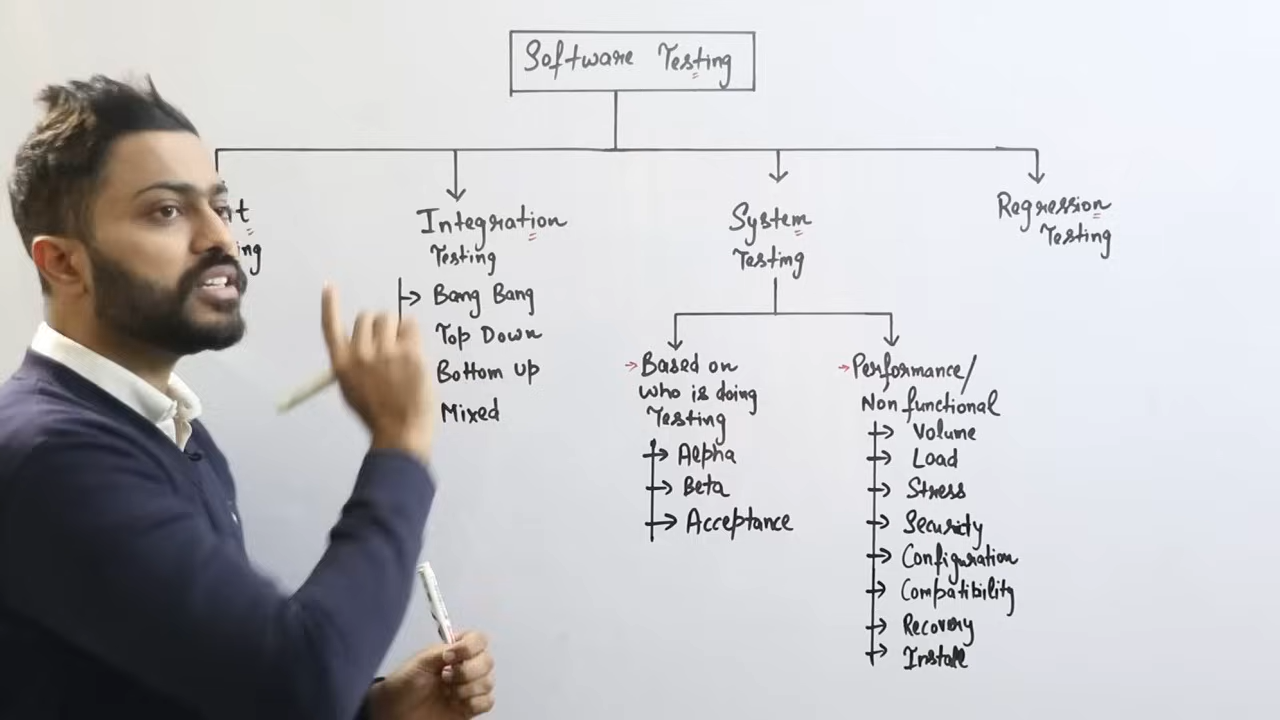 Software Testing
Integration
Testing
Bang Bang
Top Down
Bottom up
Mixed
System
Testing
Based on
who is doing
Testing
Alpha
Beta
Acceptance
Performance/
Non functional
Volume
Load
Stress
Security
Configuration
Compatibility
Recovery
Install
Regression
Testing